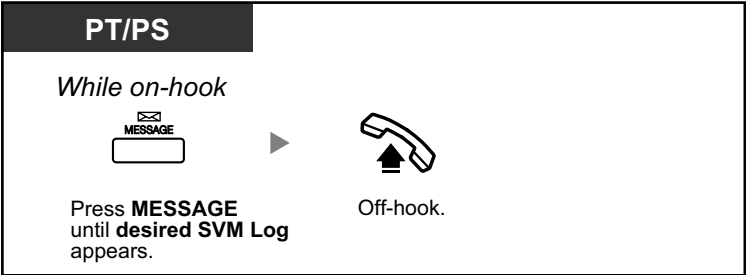 PT/PS
While on-hook
MESSAGE
Press MESSAGE
until desired SVM Log
appears.
Off-hook.